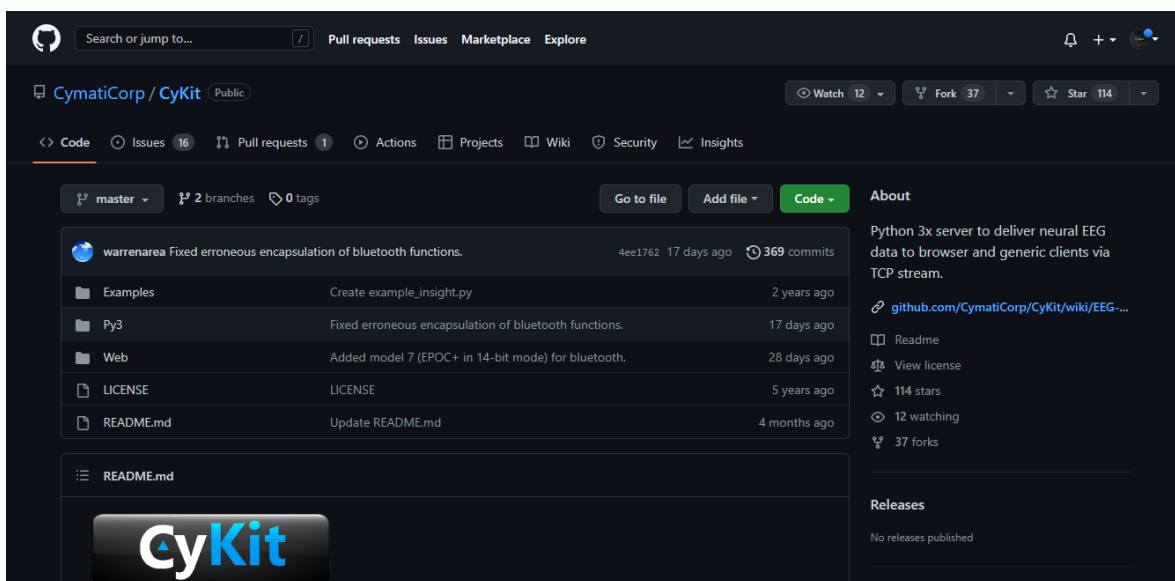 Search or jump to... / Pull requests Issues Marketplace Explore
CymatiCorp / CyKit Public
Watch 12 Fork 37 Star 114
Code Issues 16 Pull requests 1 Actions Projects Wiki Security Insights
master 2 branches 0 tags Go to file Add file Code
warrenarea Fixed erroneous encapsulation of bluetooth functions. 4ee1762 17 days ago 369 commits
Examples Create example_insight.py 2 years ago
Py3 Fixed erroneous encapsulation of bluetooth functions. 17 days ago
Web Added model 7 (EPOC+ in 14-bit mode) for bluetooth. 28 days ago
LICENSE LICENSE 5 years ago
README.md Update README.md 4 months ago
README.md
CyKit
About
Python 3x server to deliver neural EEG
data to browser and generic clients via
TCP stream.
github.com/CymatiCorp/CyKit/wiki/EEG-...
Readme
View license
114 stars
12 watching
37 forks
Releases
No releases published